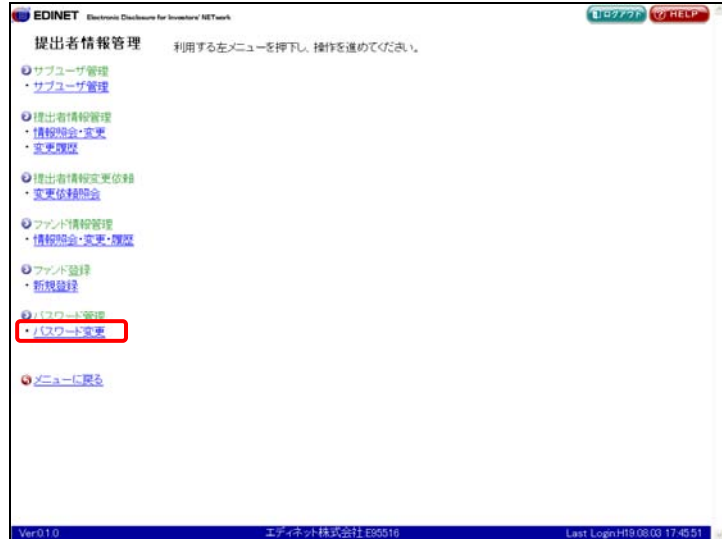 EDINET Electronic Disclosure for Investors' NETwork
ログアウト HELP
提出者情報管理
利用する左メニューを押下し、操作を進めてください。
サブユーザ管理
・サブユーザ管理
提出者情報管理
・情報照会・変更
・変更履歴
提出者情報変更依頼
・変更依頼照会
ファンド情報管理
・情報照会・変更・履歴
ファンド登録
・新規登録
パスワード管理
・パスワード変更
メニューに戻る
Ver.0.1.0 エディネット株式会社 E95516 Last Login:H19.08.03 17:45:51